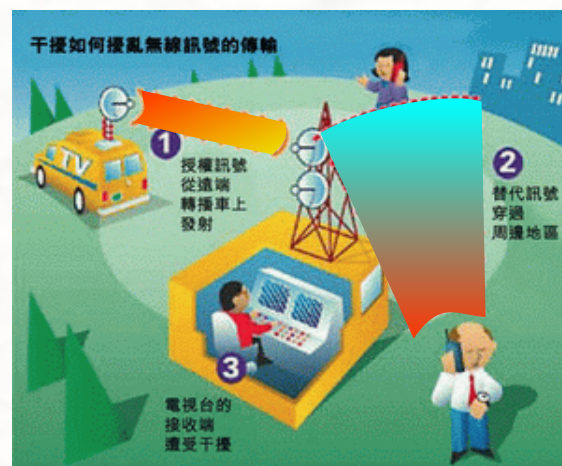 干擾如何擾亂無線訊號的傳輸
TV
1
授權訊號
從遠端
轉播車上
發射
2
替代訊號
穿過
周邊地區
3
電視台的
接收端
遭受干擾